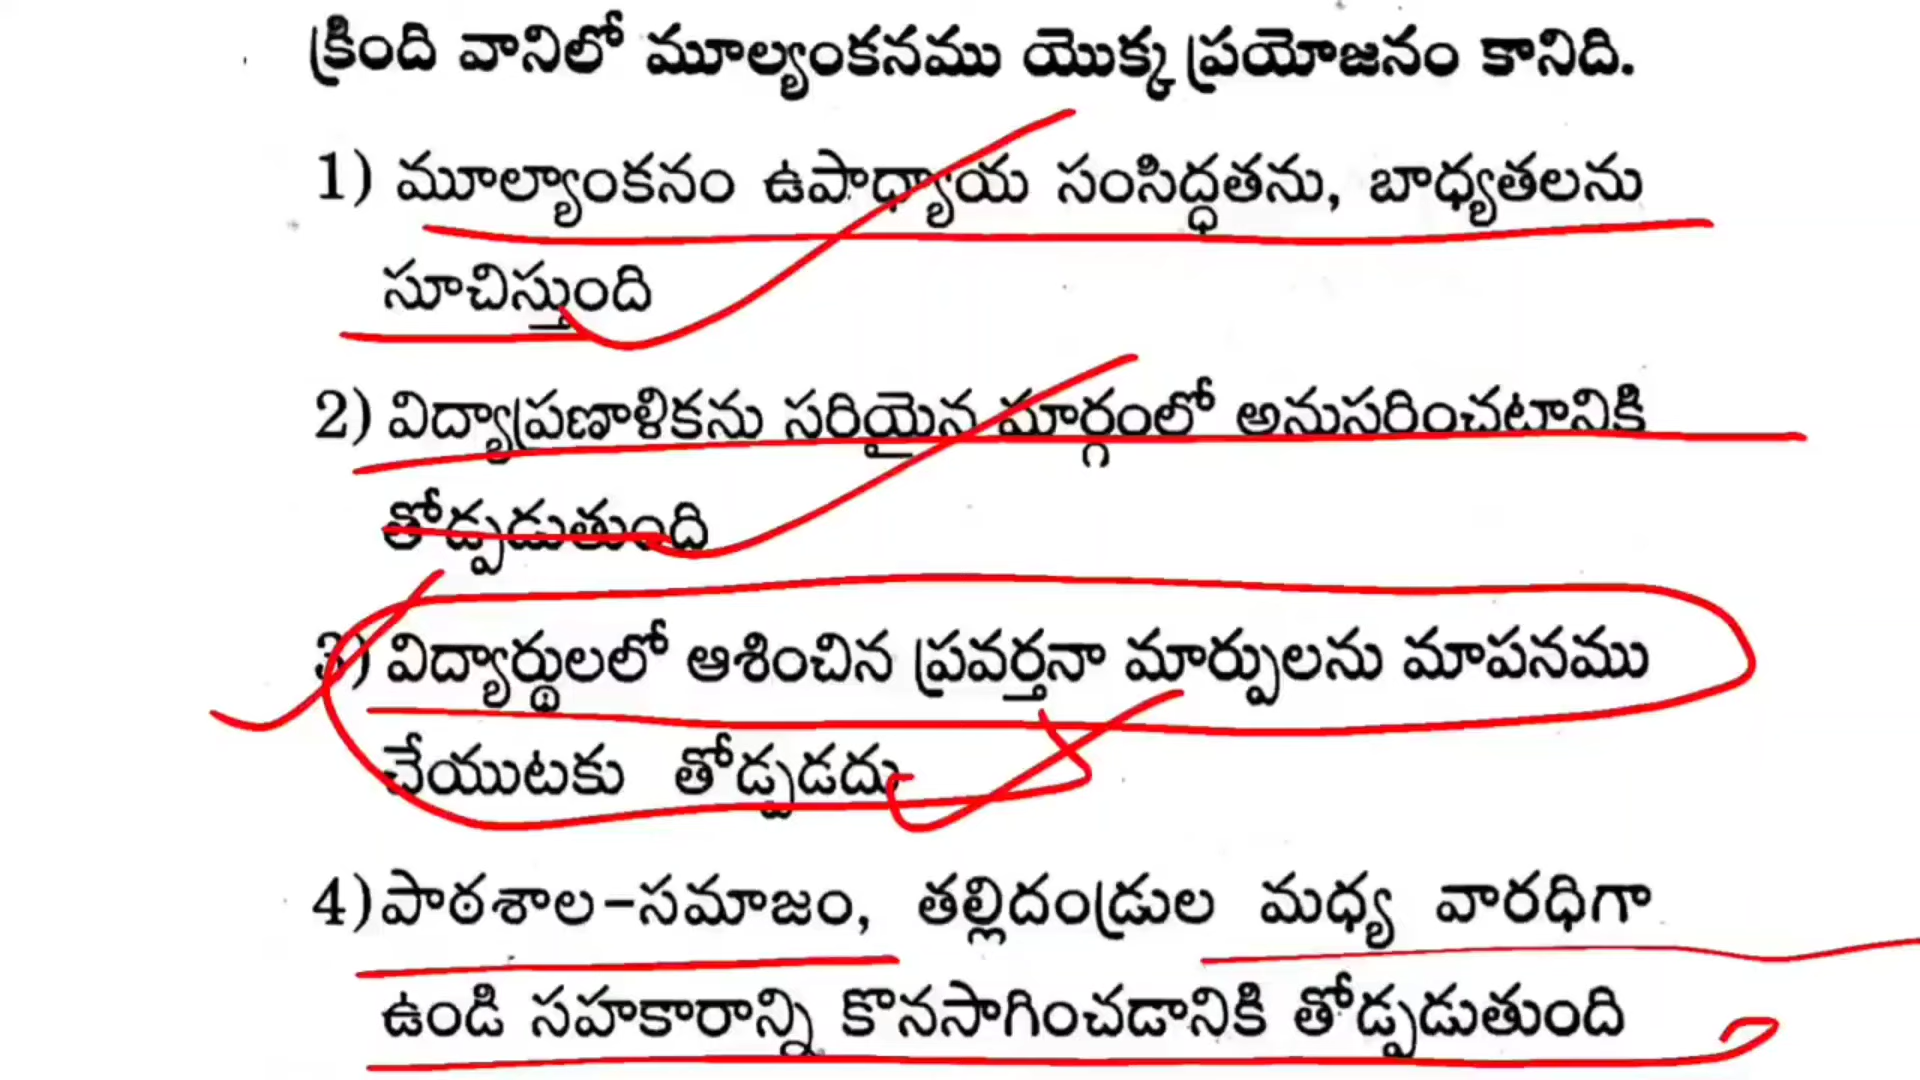 క్రింది వానిలో మూల్యంకనము యొక్క ప్రయోజనం కానిది.
1) మూల్యాంకనం ఉపాధ్యాయ సంసిద్ధతను, బాధ్యతలను
సూచిస్తుంది
2) విద్యాప్రణాళికను సరియైన మార్గంలో అనుసరించటానికి
తోడ్పడుతుంది
3) విద్యార్థులలో ఆశించిన ప్రవర్తనా మార్పులను మాపనము
చేయుటకు తోడ్పడదు
4) పాఠశాల-సమాజం, తల్లిదండ్రుల మధ్య వారధిగా
ఉండి సహకారాన్ని కొనసాగించడానికి తోడ్పడుతుంది